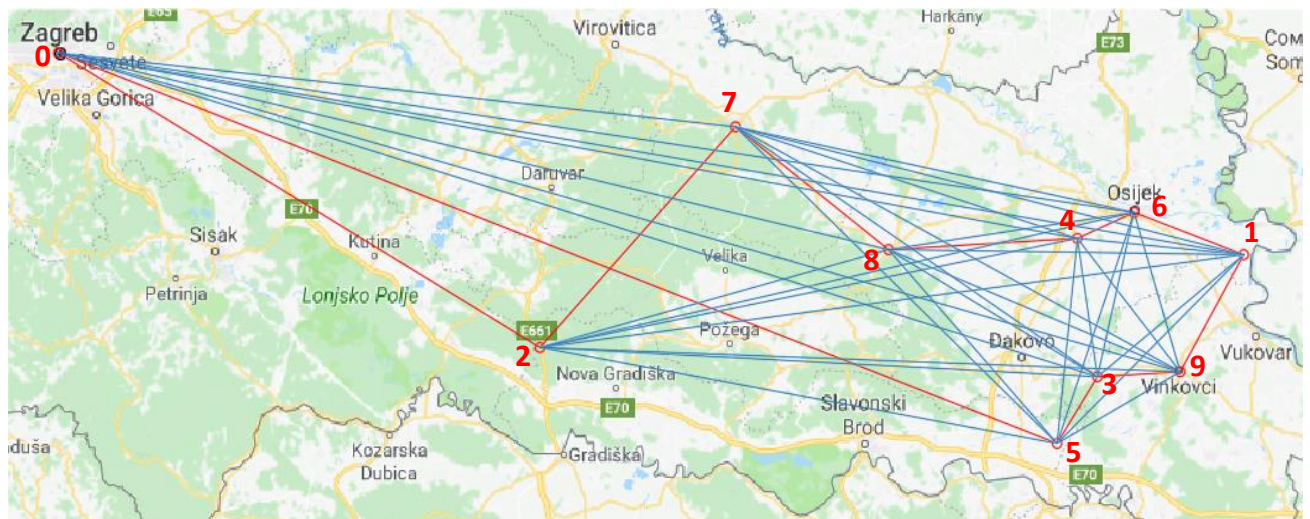 E65
Harkány
Zagreb
0
Sesvete
Virovitica
E73
Velika Gorica
7
Daruvar
Osijek
6
E70
4
1
Sisak
Kutina
8
Velika
Petrinja
Lonjsko Polje
E661
2
Požega
Đakovo
Vukovar
Nova Gradiška
3
9
Vinkovci
E70
Slavonski
Brod
Kozarska
Dubica
Gradiška
5
E70